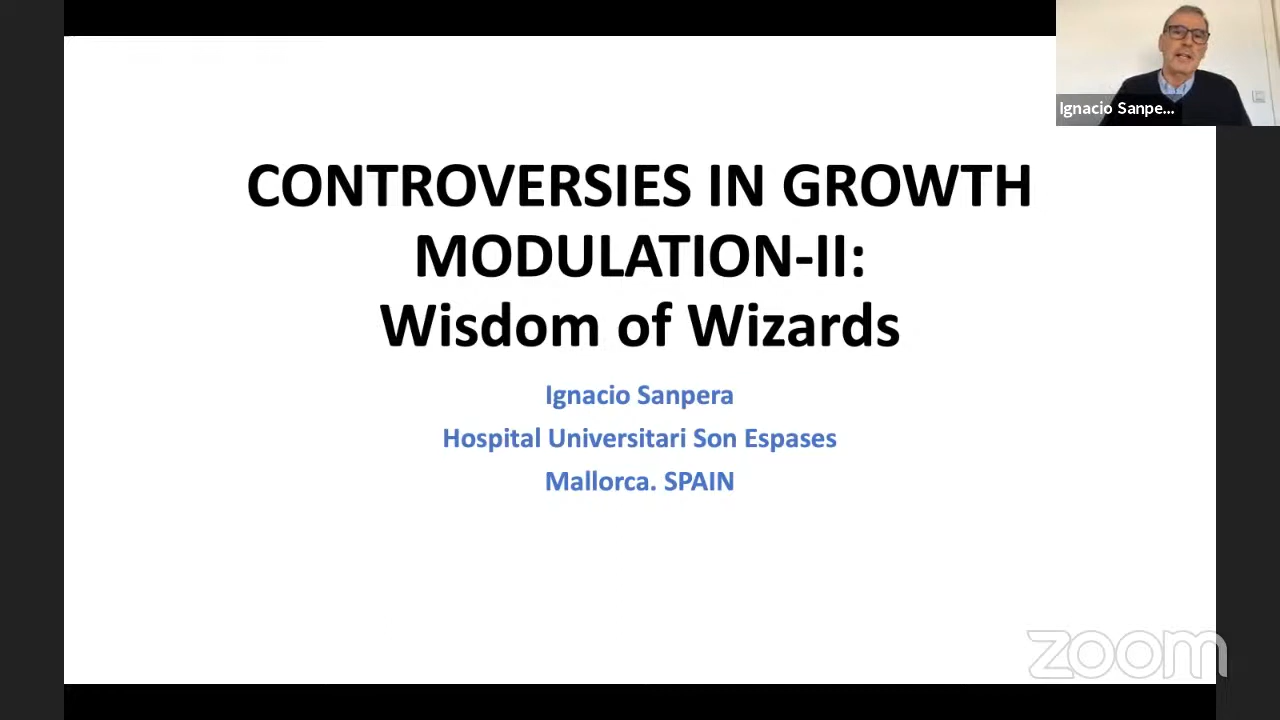 Ignacio Sanpe...
CONTROVERSIES IN GROWTH
MODULATION-II:
Wisdom of Wizards
Ignacio Sanpera
Hospital Universitari Son Espases
Mallorca. SPAIN
zoom